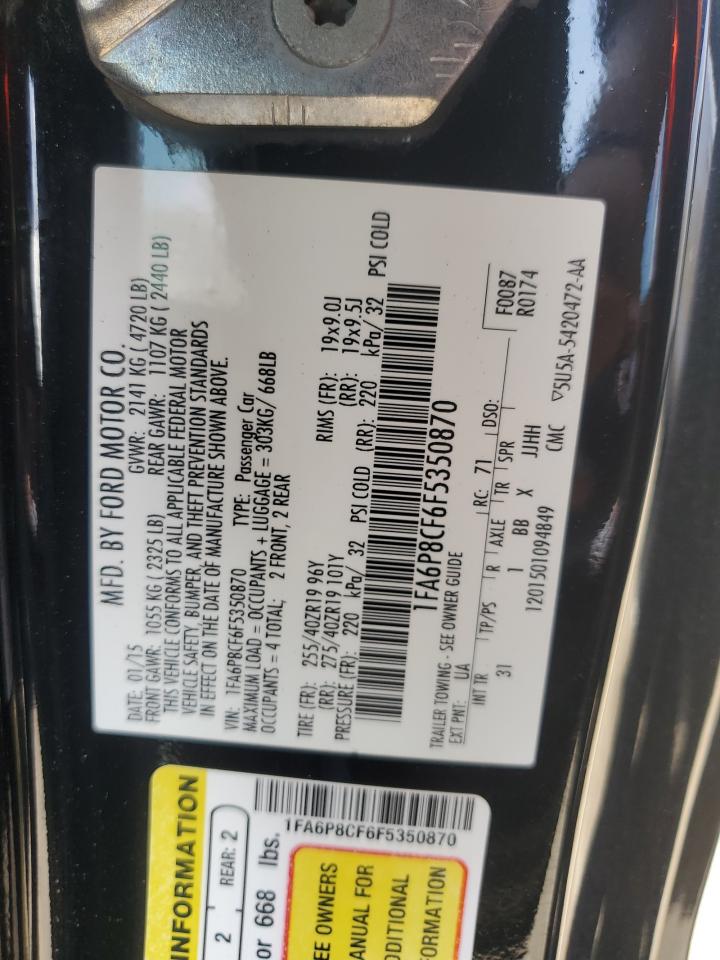 MFD. BY FORD MOTOR CO.
DATE: 01/15 GVWR: 2141 KG ( 4720 LB)
FRONT GAWR: 1055 KG ( 2325 LB) REAR GAWR: 1107 KG ( 2440 LB)
THIS VEHICLE CONFORMS TO ALL APPLICABLE FEDERAL MOTOR
VEHICLE SAFETY, BUMPER, AND THEFT PREVENTION STANDARDS
IN EFFECT ON THE DATE OF MANUFACTURE SHOWN ABOVE.
VIN: 1FA6P8CF6F5350870 TYPE: Passenger Car
MAXIMUM LOAD = OCCUPANTS + LUGGAGE = 303KG/ 668LB
OCCUPANTS = 4 TOTAL: 2 FRONT, 2 REAR
TIRE (FR): 255/40ZR19 96Y RIMS (FR): 19x9.0J
(RR): 275/40ZR19 101Y (RR): 19x9.5J
PRESSURE (FR): 220 kPa/ 32 PSI COLD (RR): 220 kPa/ 32 PSI COLD
1FA6P8CF6F5350870
TRAILER TOWING - SEE OWNER GUIDE
EXT PNT: UA RC: 71 DSO: F0087
R0174
INT TR TP/PS R AXLE TR SPR
31 1 BB X JJHH
1201501094849 CMC ▽5U5A-5420472-AA
INFORMATION
2 REAR: 2
or 668 lbs.
1FA6P8CF6F5350870
EE OWNERS
ANUAL FOR
DDITIONAL
FORMATION